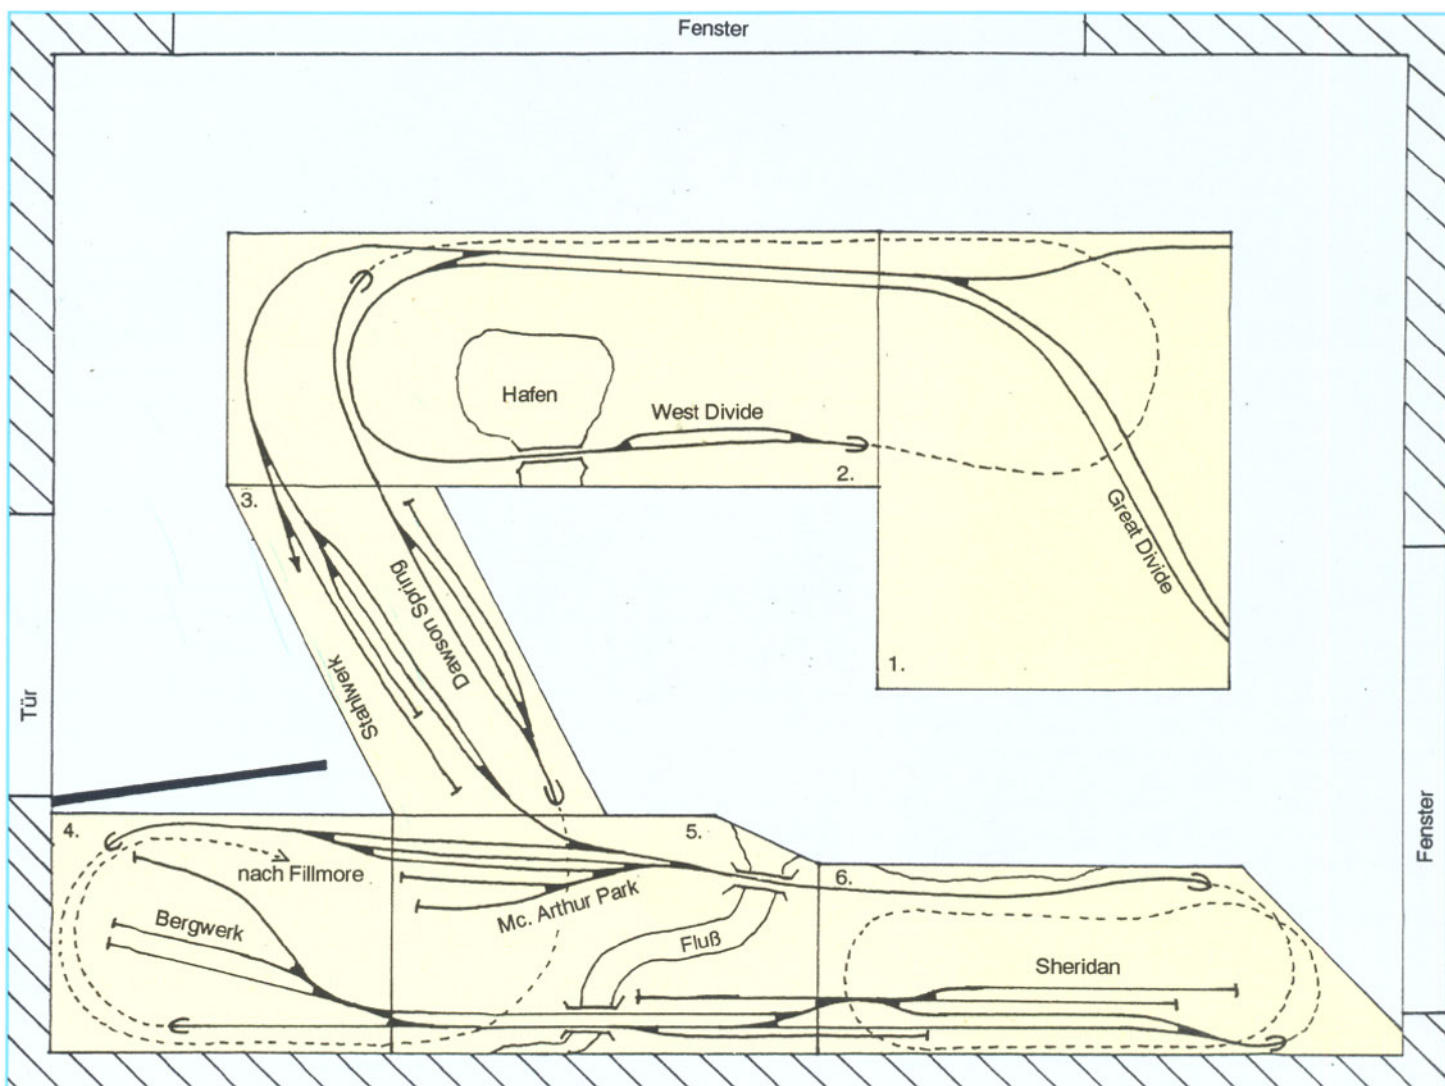 Fenster
Hafen
West Divide
2.
3.
Great Divide
Dawson Spring
Stahlwerk
1.
Tür
Fenster
4.
5.
6.
nach Fillmore
Mc. Arthur Park
Bergwerk
Fluß
Sheridan